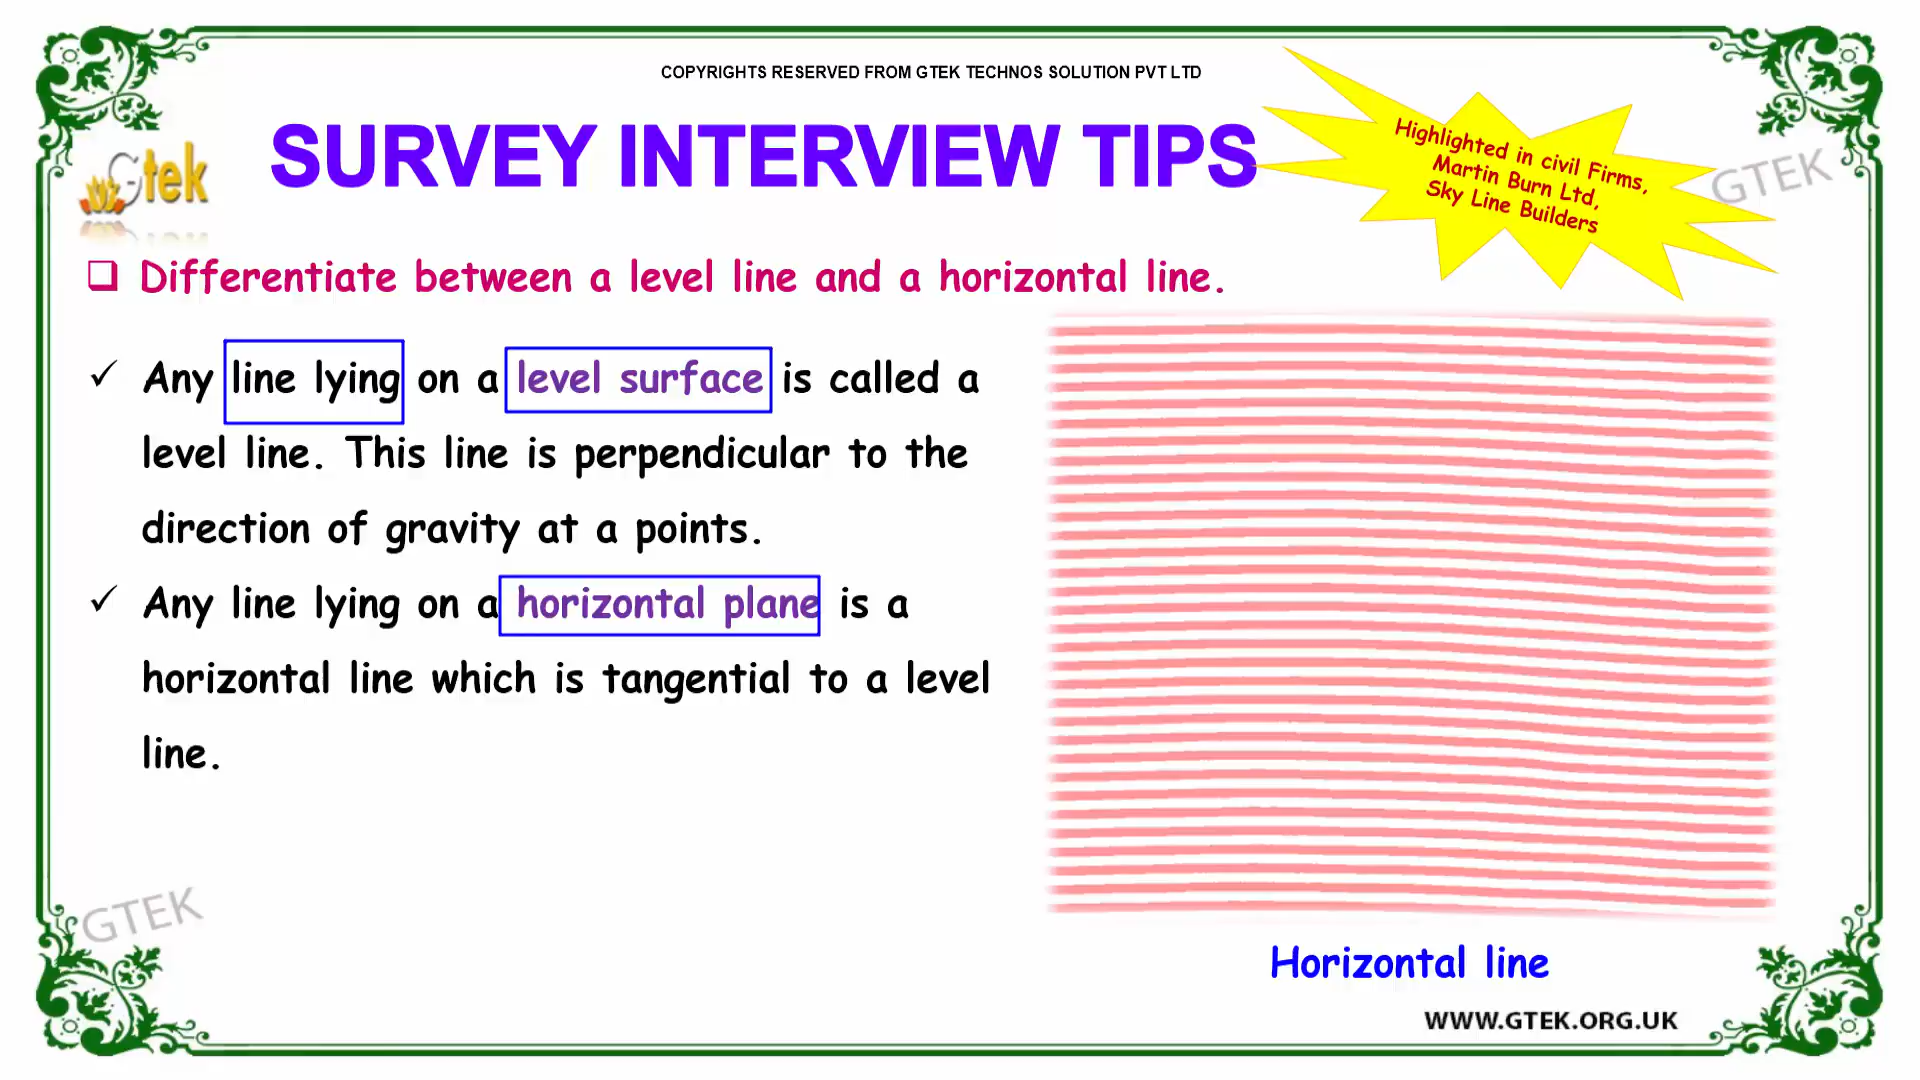 COPYRIGHTS RESERVED FROM GTEK TECHNOS SOLUTION PVT LTD
Gtek
SURVEY INTERVIEW TIPS
Highlighted in civil Firms,
Martin Burn Ltd,
Sky Line Builders
GTEK
Differentiate between a level line and a horizontal line.
Any line lying on a level surface is called a
level line. This line is perpendicular to the
direction of gravity at a points.
Any line lying on a horizontal plane is a
horizontal line which is tangential to a level
line.
GTEK
Horizontal line
WWW.GTEK.ORG.UK